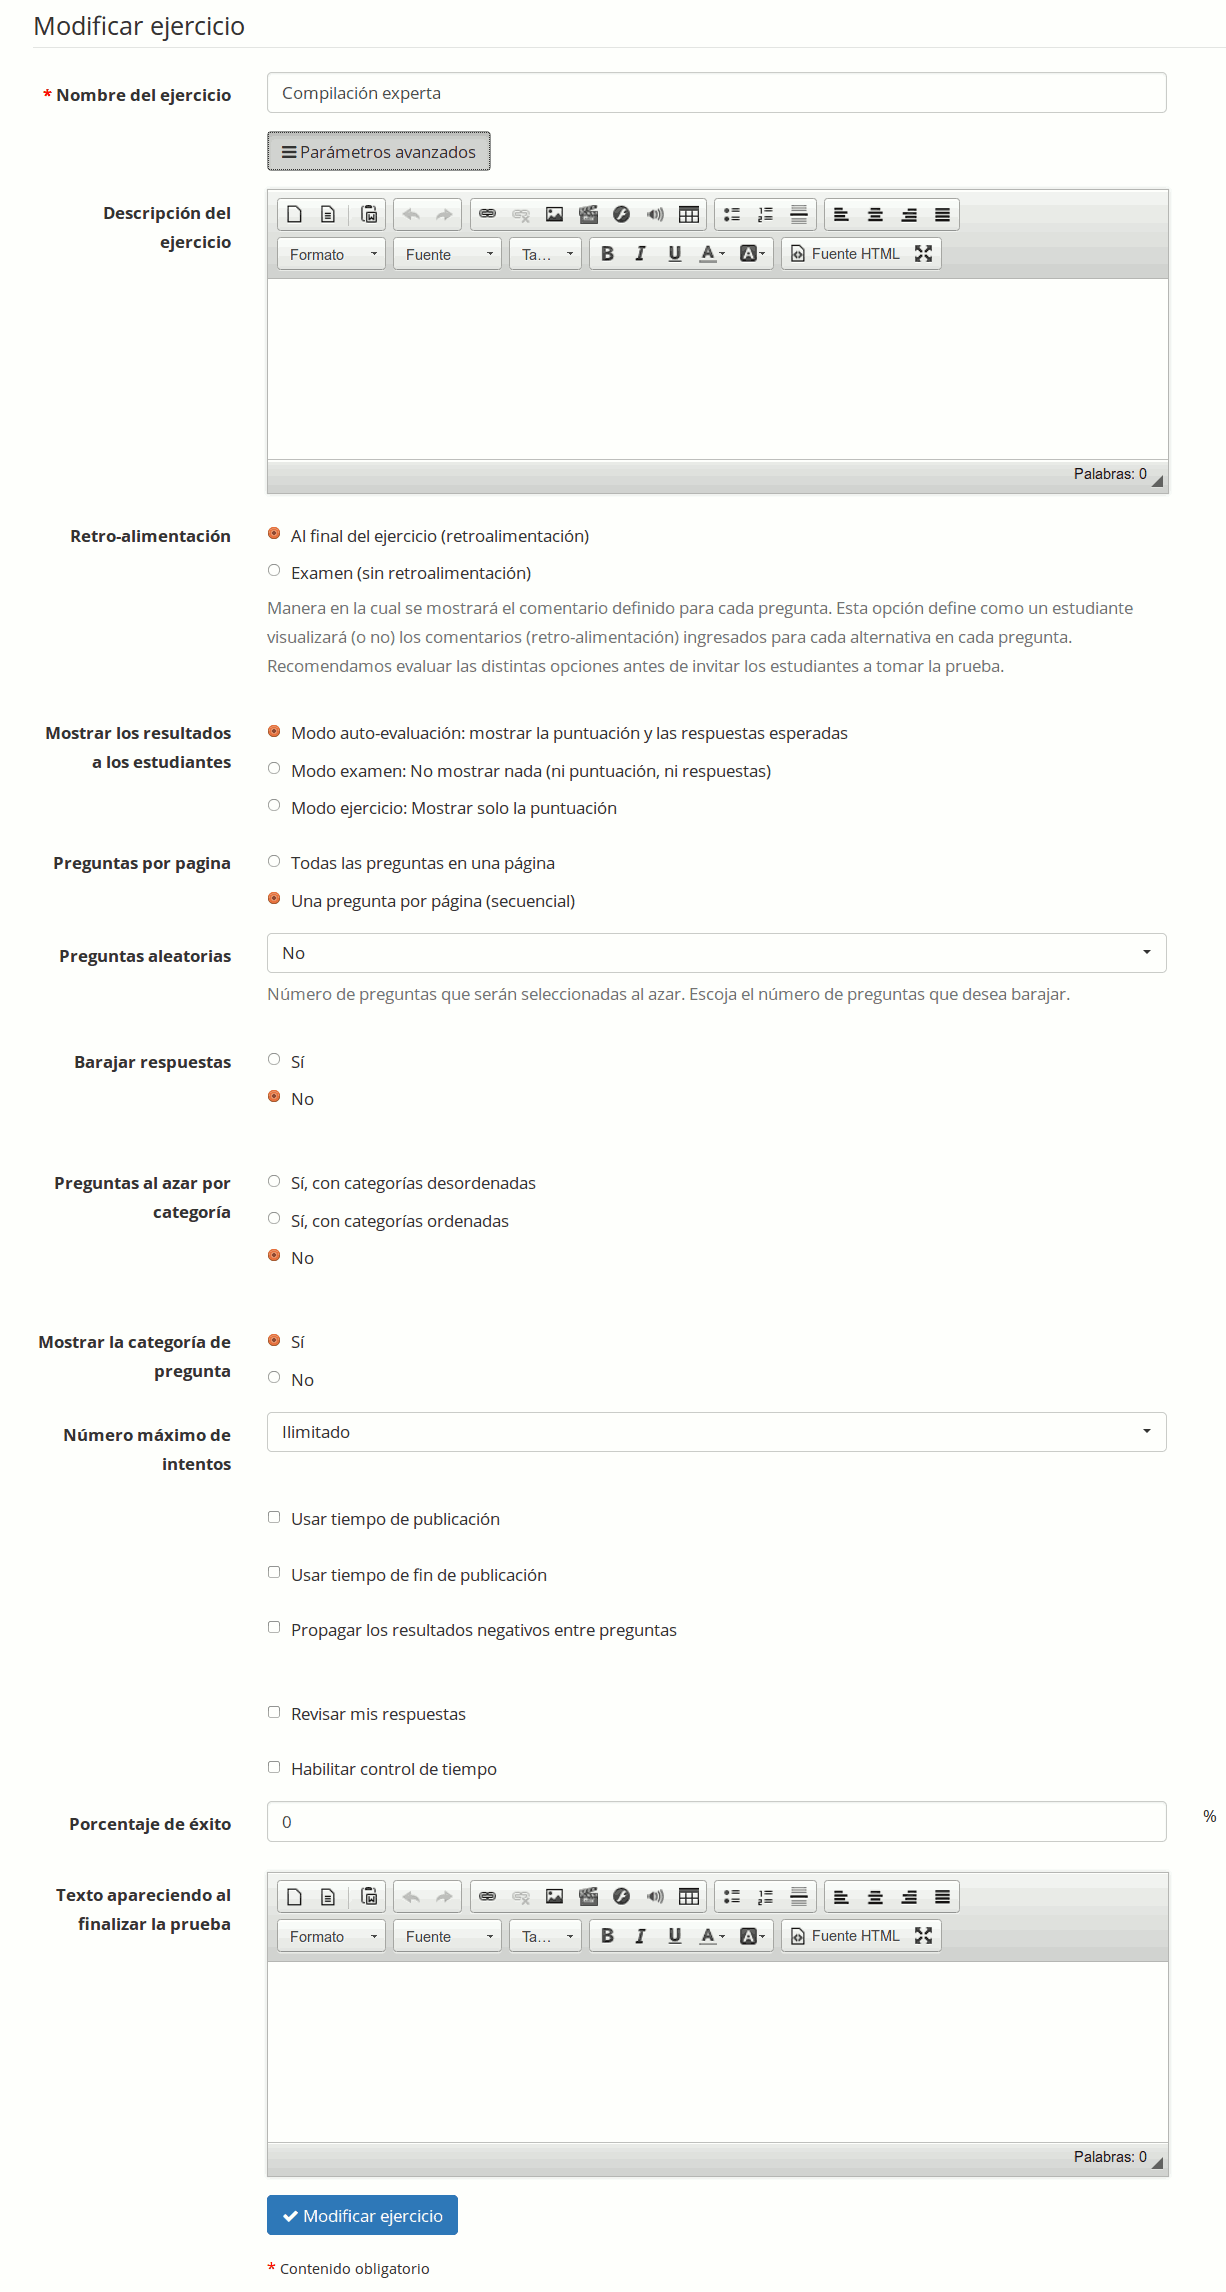 Modificar ejercicio
* Nombre del ejercicio
Compilación experta
Parámetros avanzados
Descripción del
ejercicio
Formato
Fuente
Ta...
B I U A A
Fuente HTML
Palabras: 0
Retro-alimentación
Al final del ejercicio (retroalimentación)
Examen (sin retroalimentación)
Manera en la cual se mostrará el comentario definido para cada pregunta. Esta opción define como un estudiante
visualizará (o no) los comentarios (retro-alimentación) ingresados para cada alternativa en cada pregunta.
Recomendamos evaluar las distintas opciones antes de invitar los estudiantes a tomar la prueba.
Mostrar los resultados
a los estudiantes
Modo auto-evaluación: mostrar la puntuación y las respuestas esperadas
Modo examen: No mostrar nada (ni puntuación, ni respuestas)
Modo ejercicio: Mostrar solo la puntuación
Preguntas por pagina
Todas las preguntas en una página
Una pregunta por página (secuencial)
Preguntas aleatorias
No
Número de preguntas que serán seleccionadas al azar. Escoja el número de preguntas que desea barajar.
Barajar respuestas
Sí
No
Preguntas al azar por
categoría
Sí, con categorías desordenadas
Sí, con categorías ordenadas
No
Mostrar la categoría de
pregunta
Sí
No
Número máximo de
intentos
Ilimitado
Usar tiempo de publicación
Usar tiempo de fin de publicación
Propagar los resultados negativos entre preguntas
Revisar mis respuestas
Habilitar control de tiempo
Porcentaje de éxito
0
%
Texto apareciendo al
finalizar la prueba
Formato
Fuente
Ta...
B I U A A
Fuente HTML
Palabras: 0
Modificar ejercicio
* Contenido obligatorio